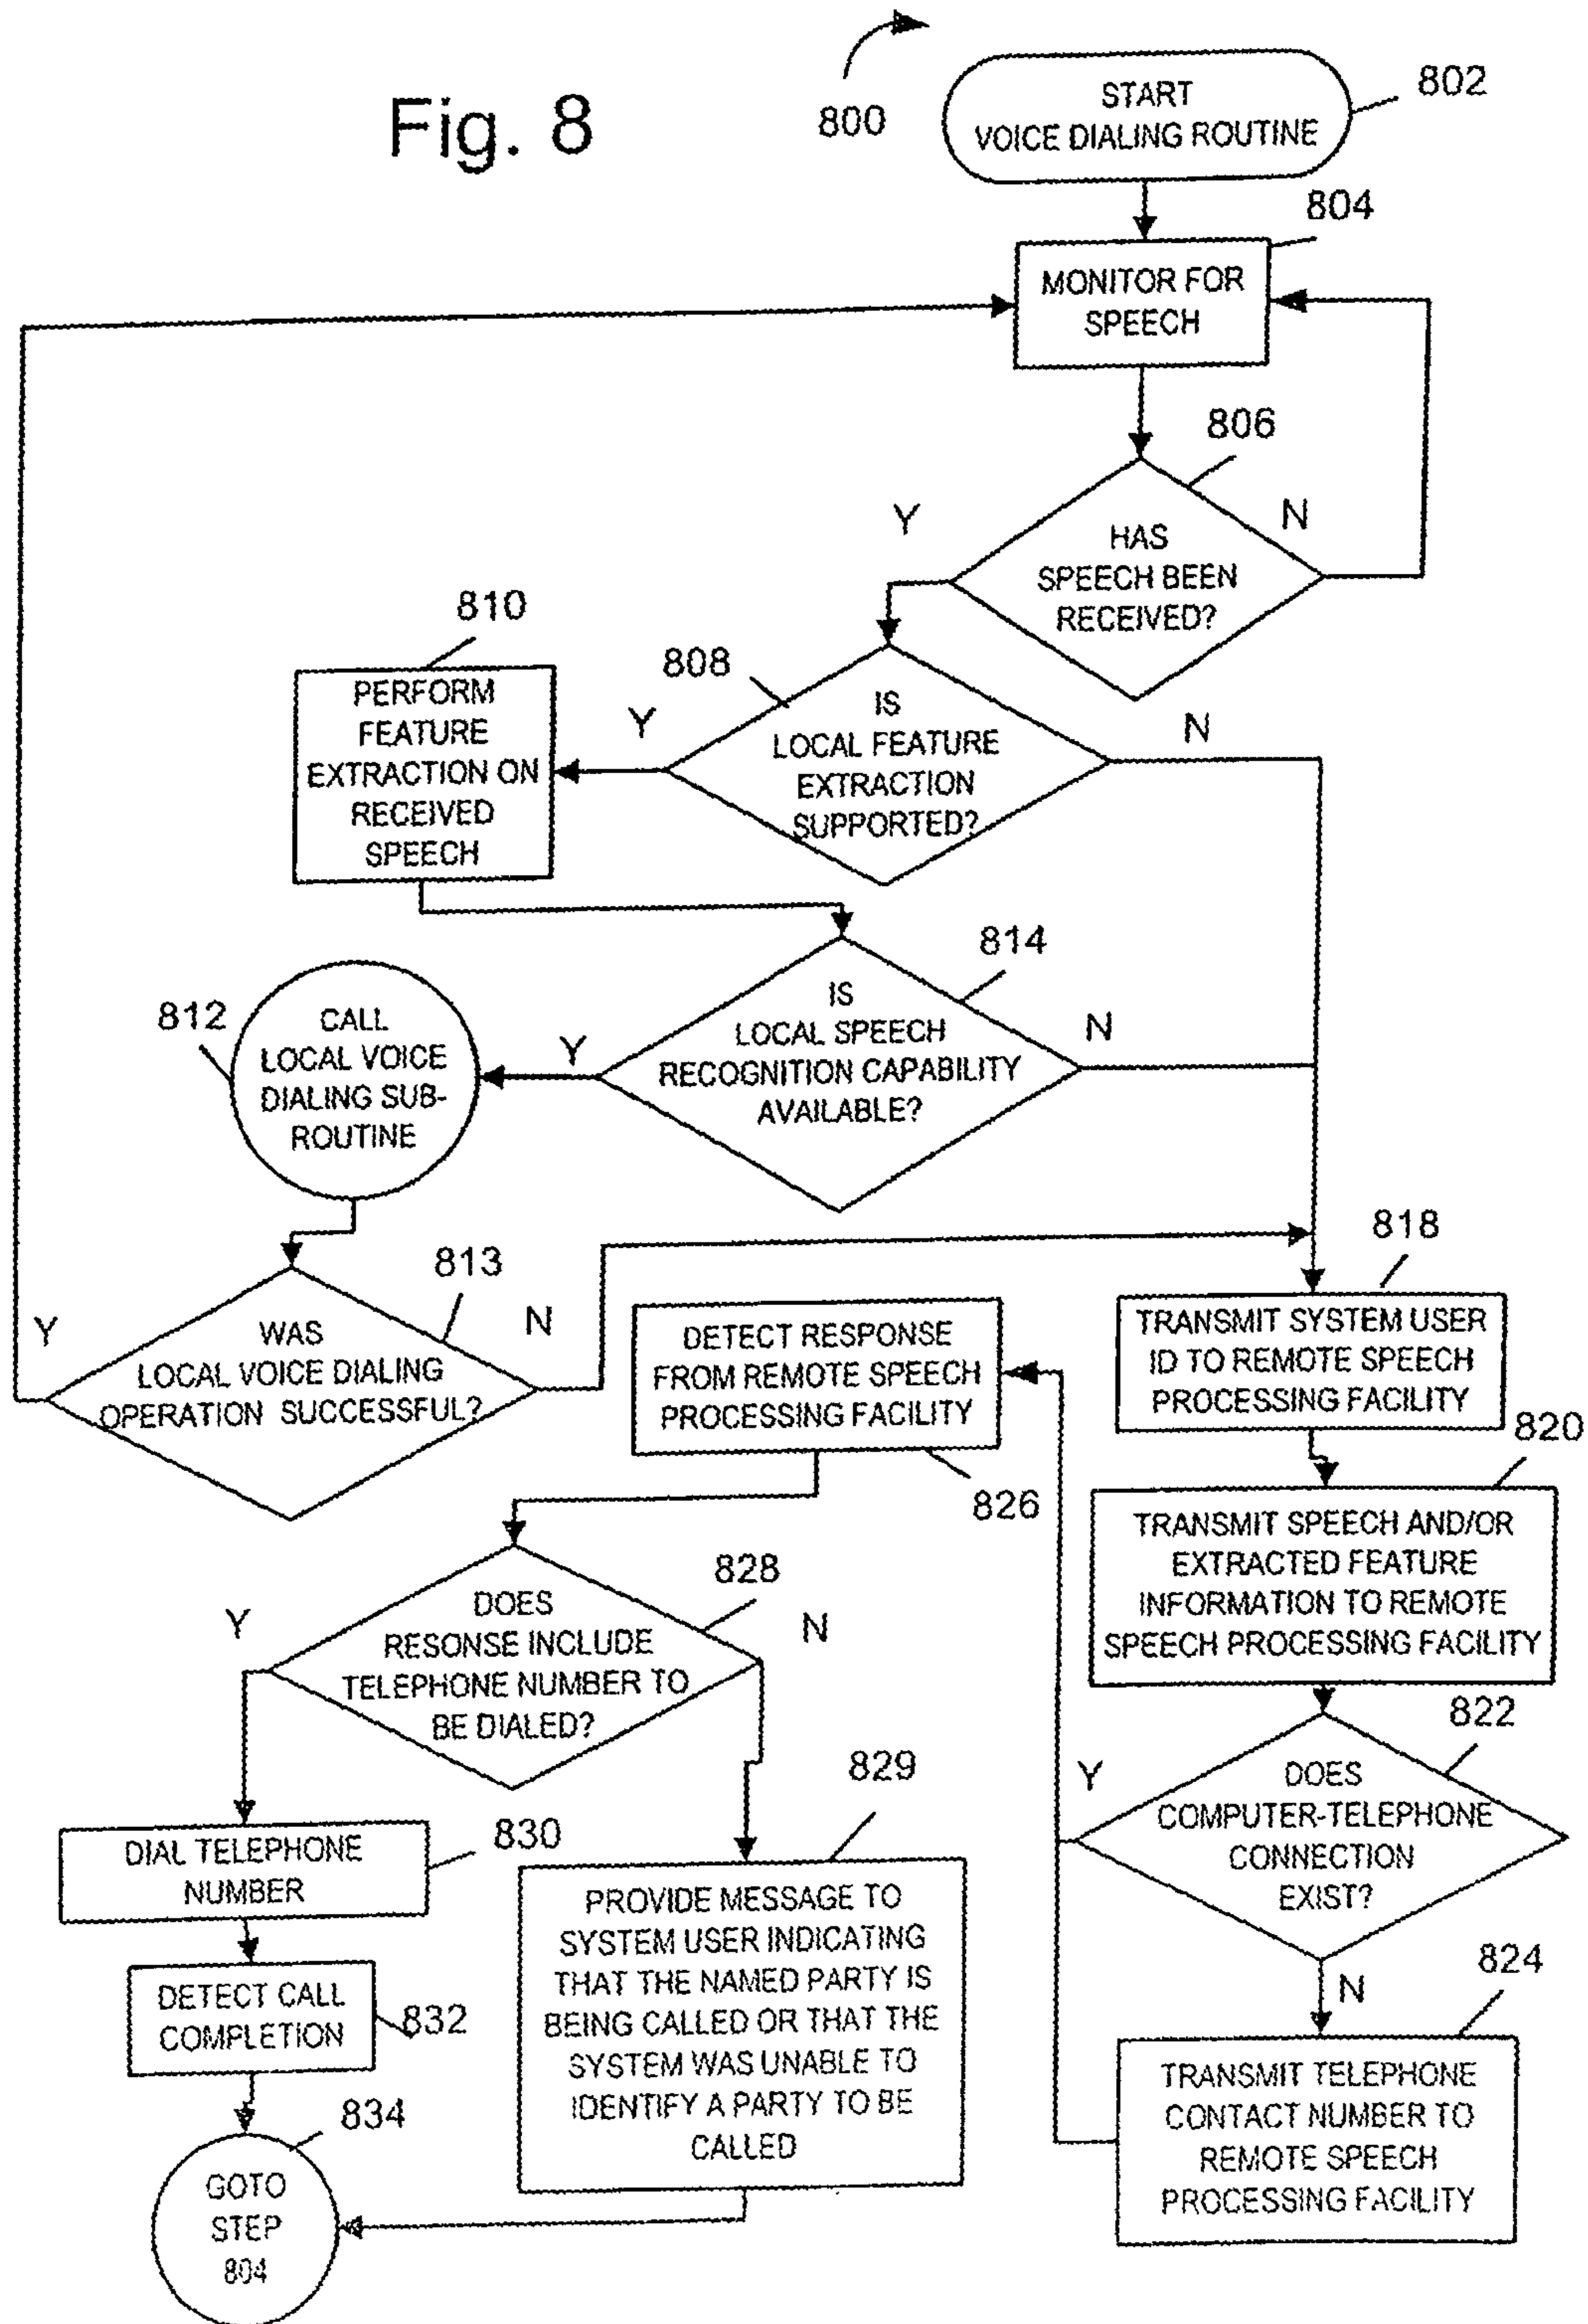 Fig. 8
800
START
VOICE DIALING ROUTINE
802
804
MONITOR FOR
SPEECH
806
Y
N
HAS
SPEECH BEEN
RECEIVED?
810
PERFORM
FEATURE
EXTRACTION ON
RECEIVED
SPEECH
808
Y
N
IS
LOCAL FEATURE
EXTRACTION
SUPPORTED?
814
IS
LOCAL SPEECH
RECOGNITION CAPABILITY
AVAILABLE?
Y
N
812
CALL
LOCAL VOICE
DIALING SUB-
ROUTINE
813
Y
N
WAS
LOCAL VOICE DIALING
OPERATION SUCCESSFUL?
818
TRANSMIT SYSTEM USER
ID TO REMOTE SPEECH
PROCESSING FACILITY
820
TRANSMIT SPEECH AND/OR
EXTRACTED FEATURE
INFORMATION TO REMOTE
SPEECH PROCESSING FACILITY
822
Y
DOES
COMPUTER-TELEPHONE
CONNECTION
EXIST?
N
824
TRANSMIT TELEPHONE
CONTACT NUMBER TO
REMOTE SPEECH
PROCESSING FACILITY
DETECT RESPONSE
FROM REMOTE SPEECH
PROCESSING FACILITY
826
828
Y
N
DOES
RESONSE INCLUDE
TELEPHONE NUMBER TO
BE DIALED?
829
PROVIDE MESSAGE TO
SYSTEM USER INDICATING
THAT THE NAMED PARTY IS
BEING CALLED OR THAT THE
SYSTEM WAS UNABLE TO
IDENTIFY A PARTY TO BE
CALLED
830
DIAL TELEPHONE
NUMBER
DETECT CALL
COMPLETION
832
834
GOTO
STEP
804